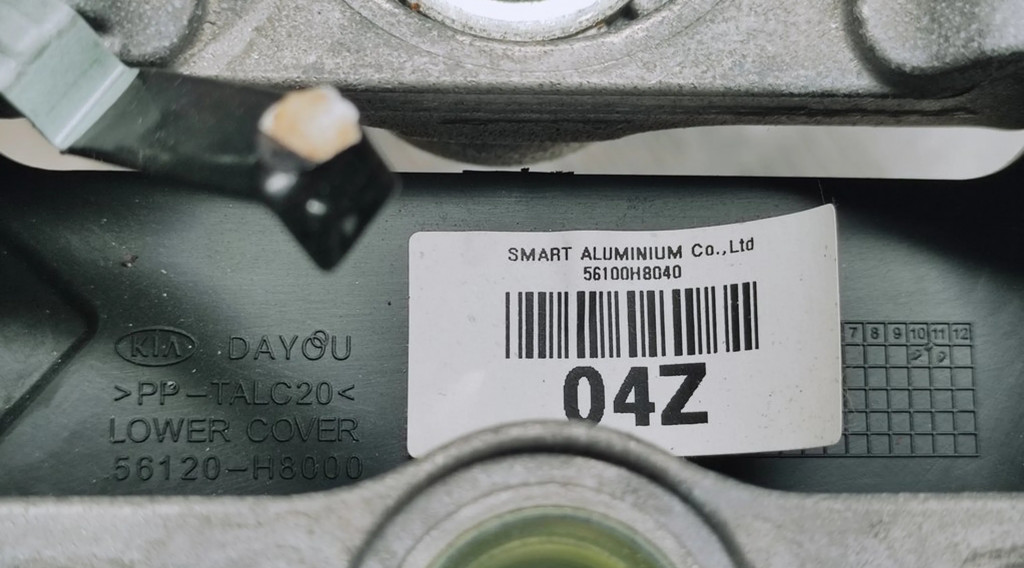 SMART ALUMINIUM Co.,Ltd
56100H8040
04Z
KIA DAYOU
>PP-TALC20<
LOWER COVER
56120-H8000
7 8 9 10 11 12